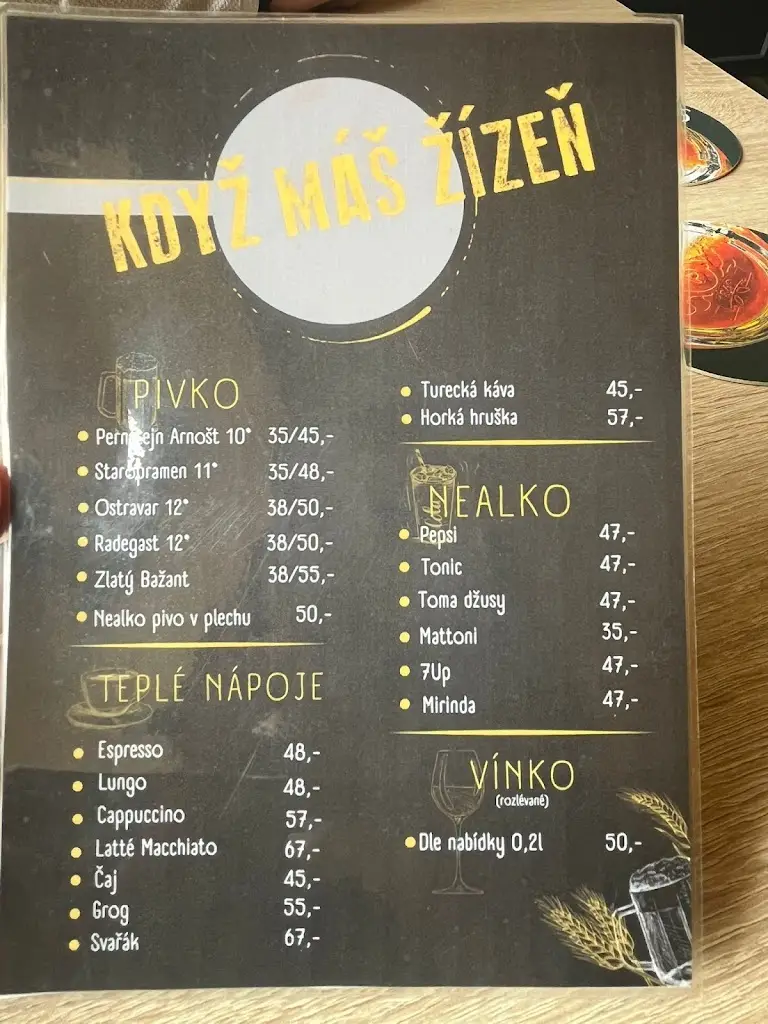 KDYŽ MÁŠ ŽÍZEŇ
PIVKO
Pernštejn Arnošt 10° 35/45,-
Staropramen 11° 35/48,-
Ostravar 12° 38/50,-
Radegast 12° 38/50,-
Zlatý Bažant 38/55,-
Nealko pivo v plechu 50,-
TEPLÉ NÁPOJE
Espresso 48,-
Lungo 48,-
Cappuccino 57,-
Latté Macchiato 67,-
Čaj 45,-
Grog 55,-
Svařák 67,-
Turecká káva 45,-
Horká hruška 57,-
NEALKO
Pepsi 47,-
Tonic 47,-
Toma džusy 47,-
Mattoni 35,-
7Up 47,-
Mirinda 47,-
VÍNKO
(rozlévané)
Dle nabídky 0,2l 50,-